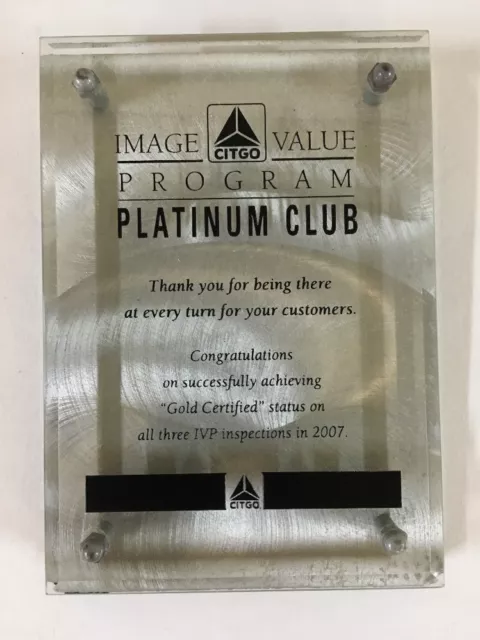 IMAGE CITGO VALUE
PROGRAM
PLATINUM CLUB
Thank you for being there
at every turn for your customers.
Congratulations
on successfully achieving
"Gold Certified" status on
all three IVP inspections in 2007.
CITGO